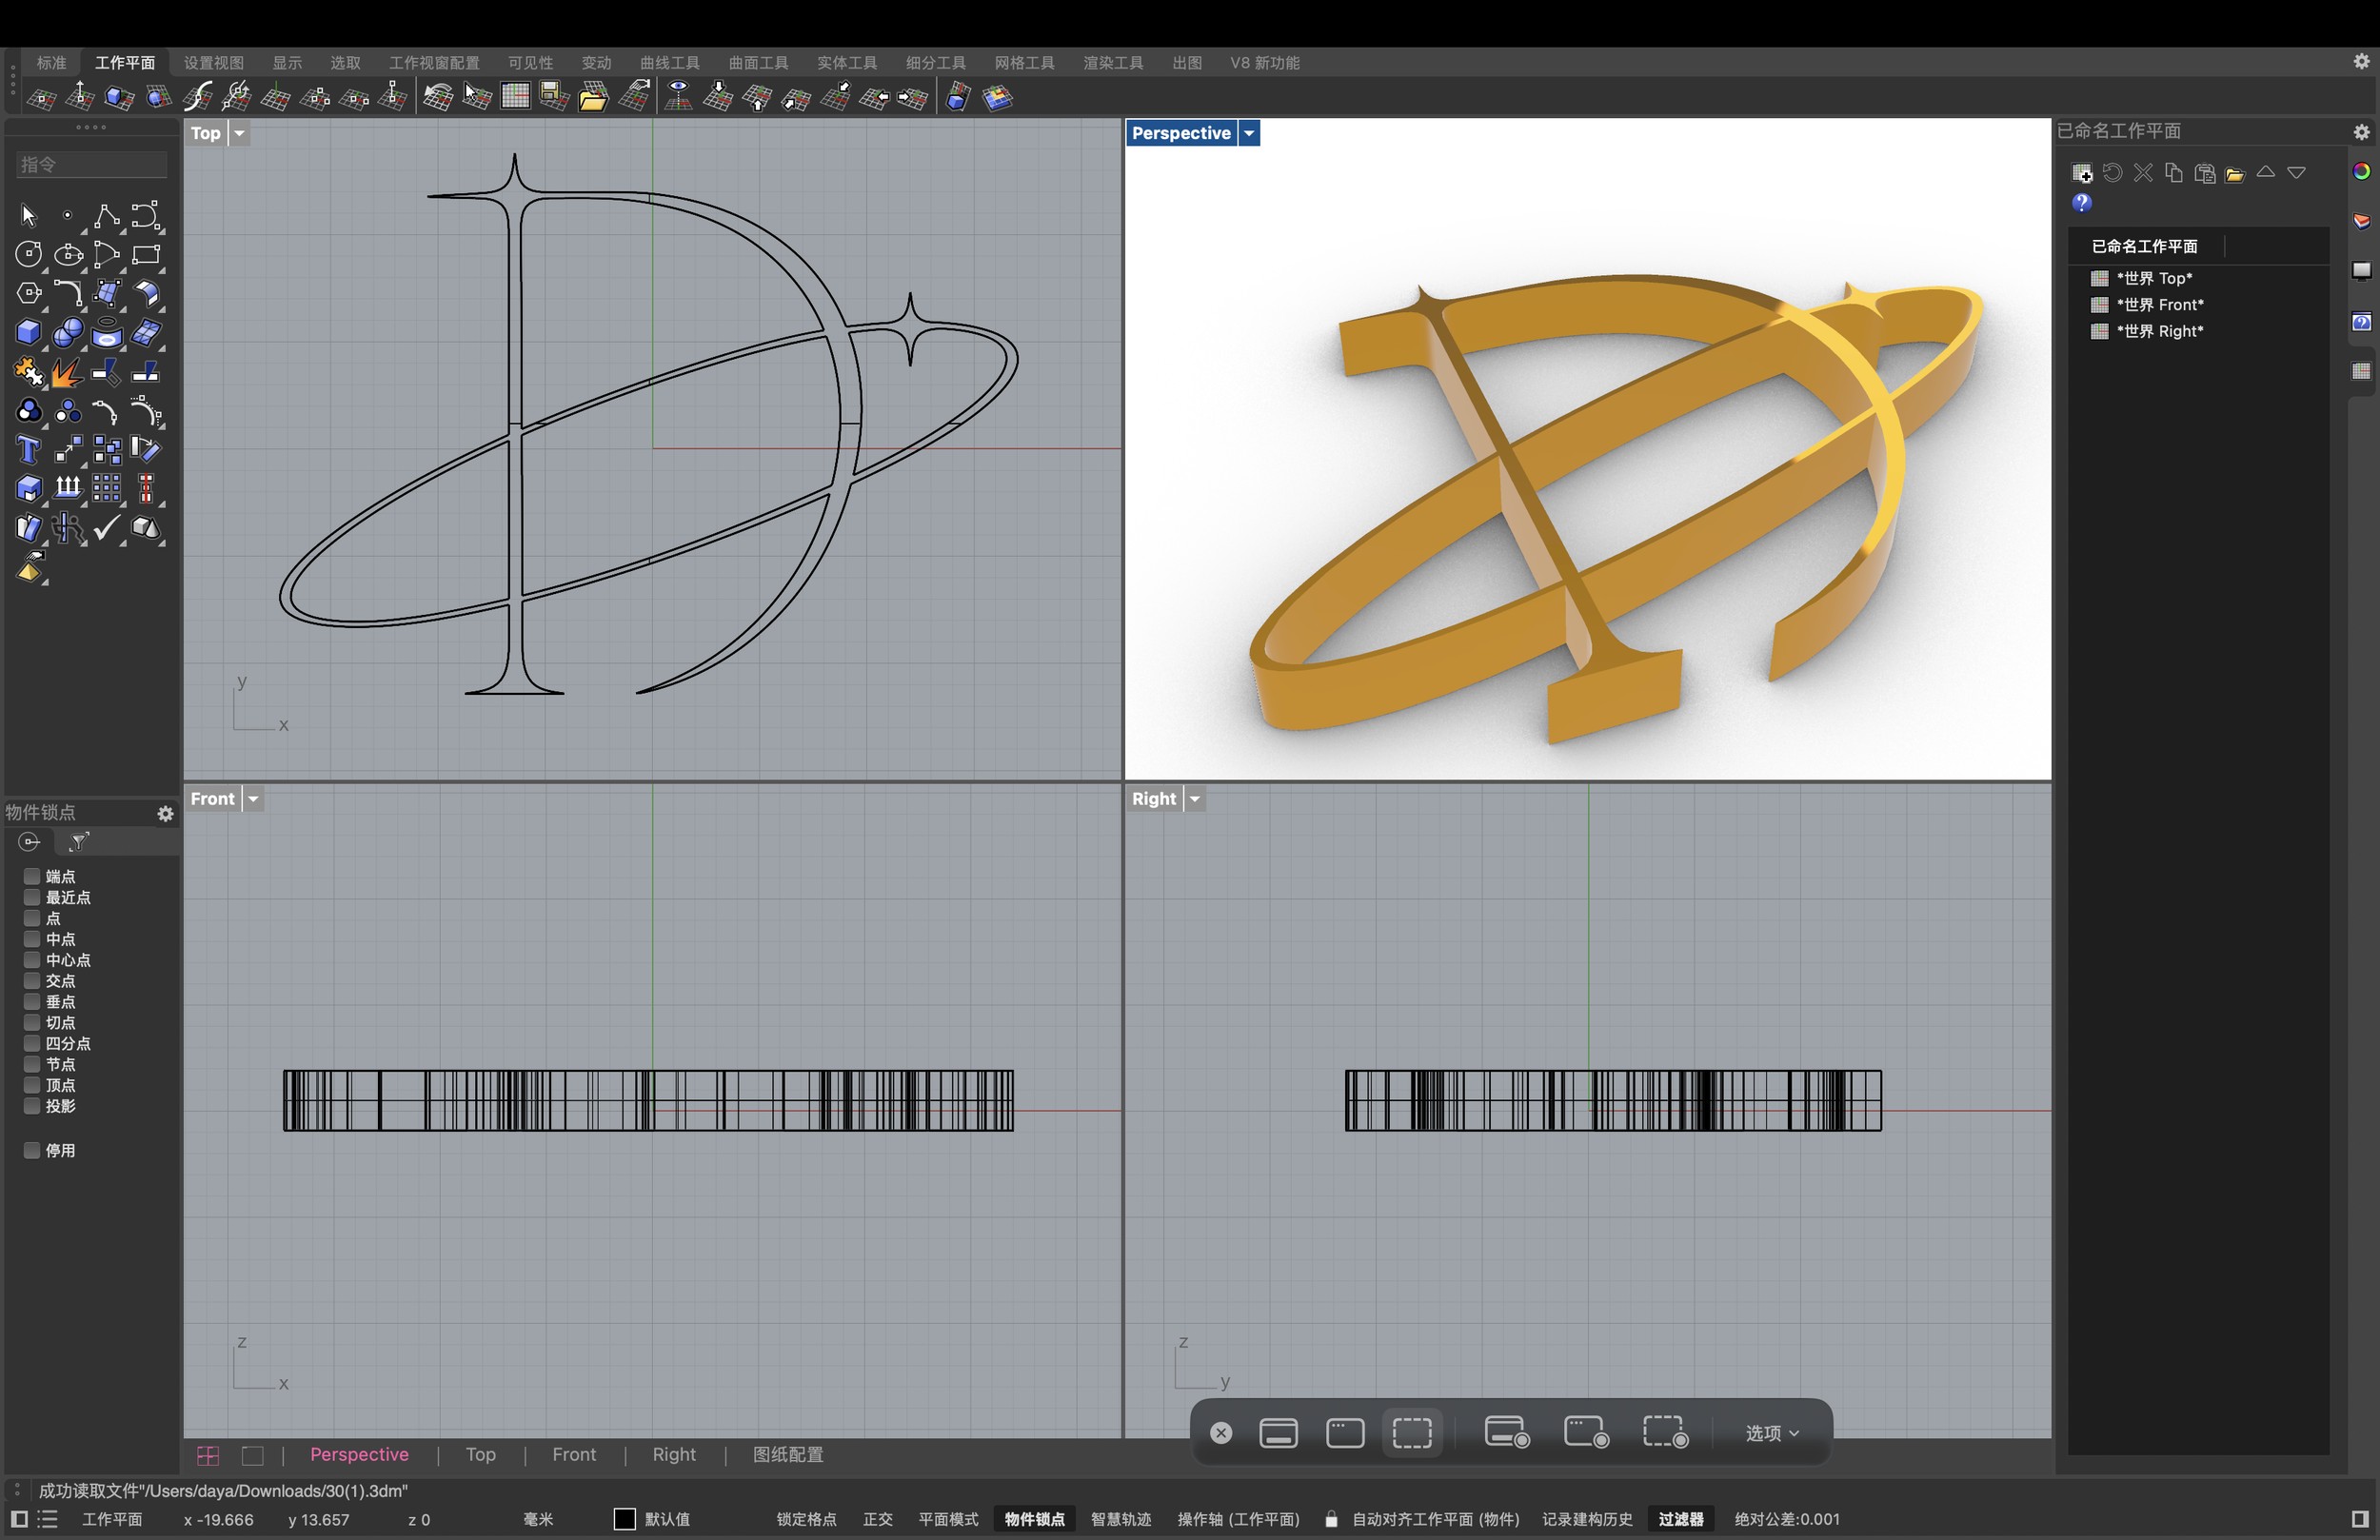 标准 工作平面 设置视图 显示 选取 工作视窗配置 可见性 变动 曲线工具 曲面工具 实体工具 细分工具 网格工具 渲染工具 出图 V8 新功能
指令
Top
Perspective
已命名工作平面
已命名工作平面
*世界 Top*
*世界 Front*
*世界 Right*
y
x
Front
Right
物件锁点
端点
最近点
点
中点
中心点
交点
垂点
切点
四分点
节点
顶点
投影
停用
z
x
z
y
选项
Perspective Top Front Right 图纸配置
成功读取文件"/Users/daya/Downloads/30(1).3dm"
工作平面 x -19.666 y 13.657 z 0 毫米 默认值 锁定格点 正交 平面模式 物件锁点 智慧轨迹 操作轴 (工作平面) 自动对齐工作平面 (物件) 记录建构历史 过滤器 绝对公差:0.001